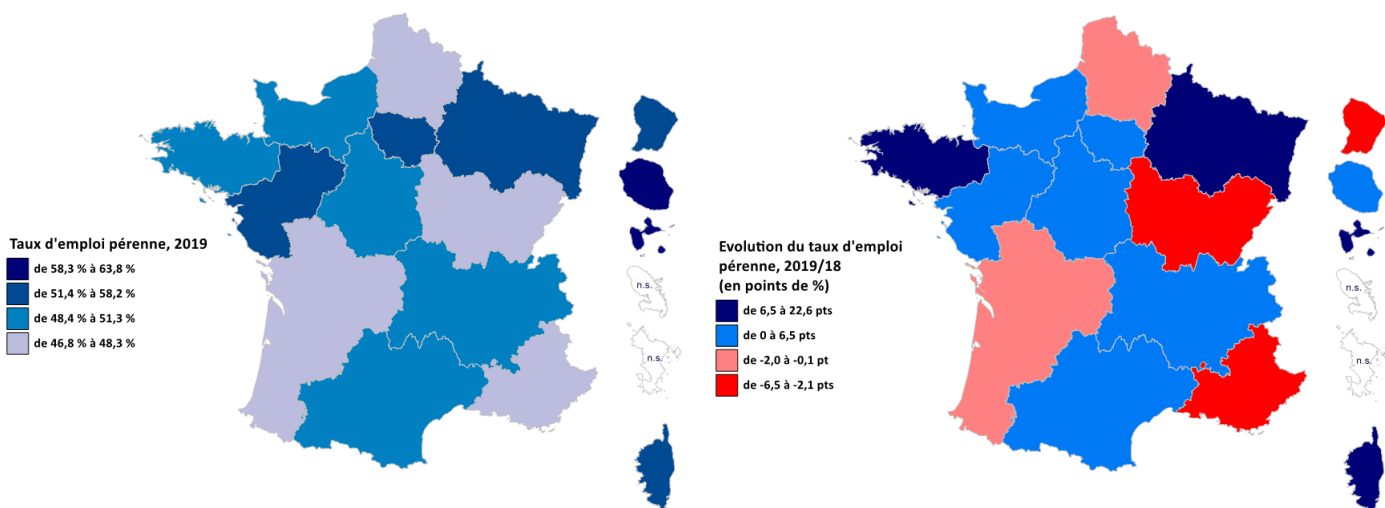 Taux d'emploi pérenne, 2019
de 58,3 % à 63,8 %
de 51,4 % à 58,2 %
de 48,4 % à 51,3 %
de 46,8 % à 48,3 %
n.s.
n.s.
Evolution du taux d'emploi
pérenne, 2019/18
(en points de %)
de 6,5 à 22,6 pts
de 0 à 6,5 pts
de -2,0 à -0,1 pt
de -6,5 à -2,1 pts
n.s.
n.s.